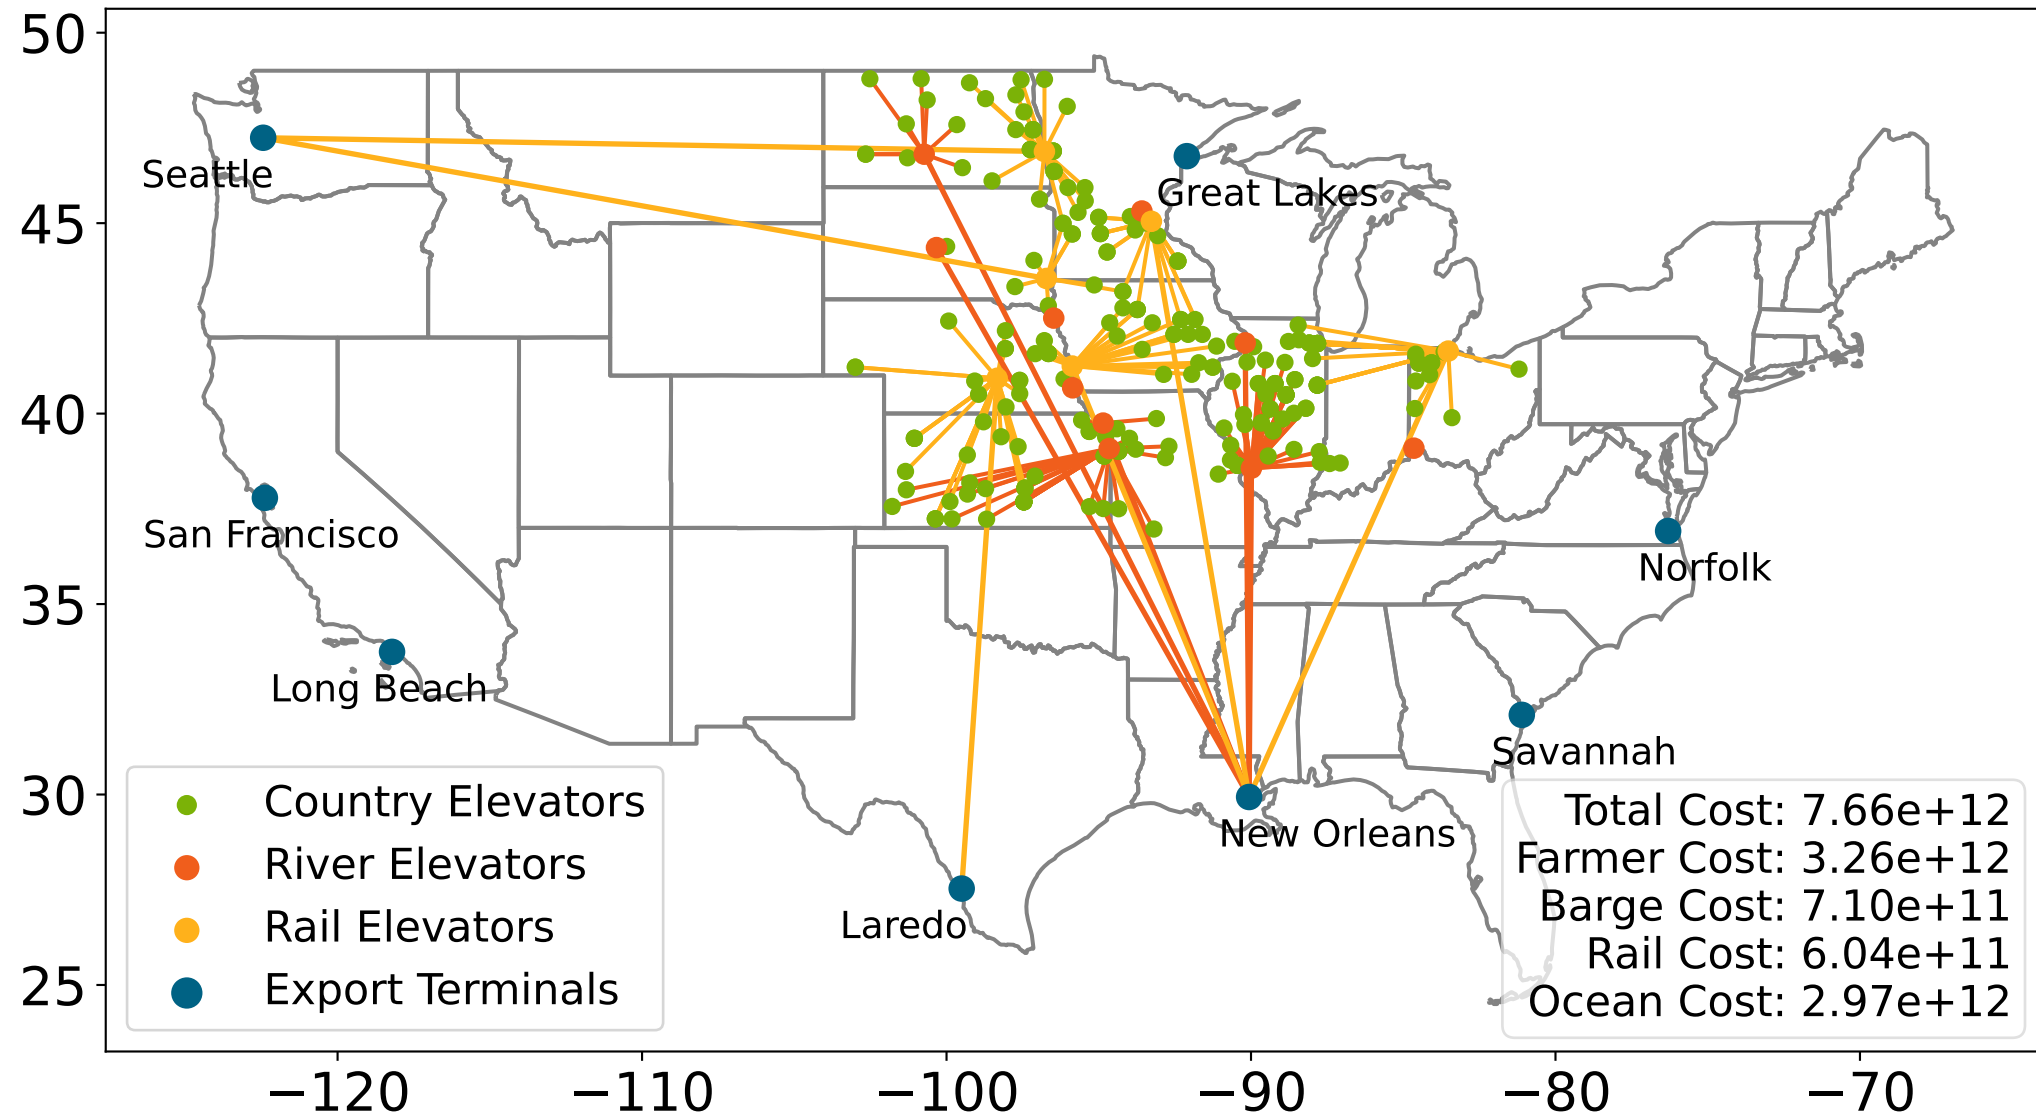 50
45
40
35
30
25
−120
−110
−100
−90
−80
−70
Seattle
Great Lakes
San Francisco
Norfolk
Long Beach
Savannah
New Orleans
Laredo
Country Elevators
River Elevators
Rail Elevators
Export Terminals
Total Cost: 7.66e+12
Farmer Cost: 3.26e+12
Barge Cost: 7.10e+11
Rail Cost: 6.04e+11
Ocean Cost: 2.97e+12